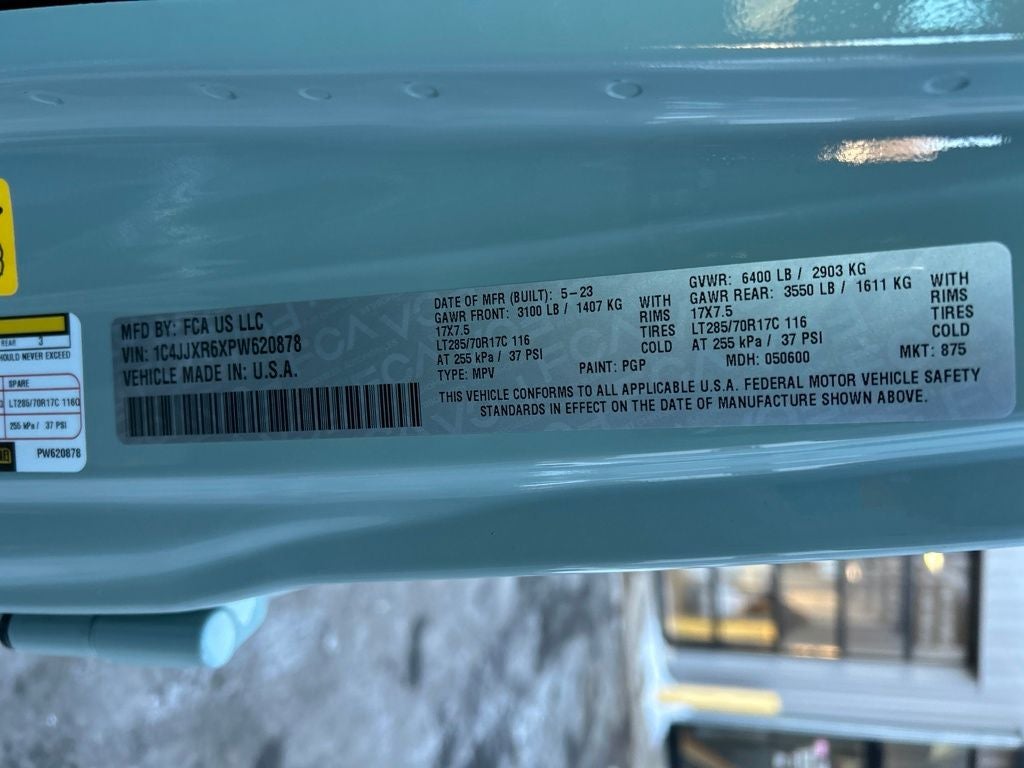 MFD BY: FCA US LLC
VIN: 1C4JJXR6XPW620878
VEHICLE MADE IN: U.S.A.
DATE OF MFR (BUILT): 5-23
GAWR FRONT: 3100 LB / 1407 KG WITH
17X7.5 RIMS
LT285/70R17C 116 TIRES
AT 255 kPa / 37 PSI COLD
TYPE: MPV PAINT: PGP
GVWR: 6400 LB / 2903 KG
GAWR REAR: 3550 LB / 1611 KG WITH
17X7.5 RIMS
LT285/70R17C 116 TIRES
AT 255 kPa / 37 PSI COLD
MDH: 050600 MKT: 875
THIS VEHICLE CONFORMS TO ALL APPLICABLE U.S.A. FEDERAL MOTOR VEHICLE SAFETY
STANDARDS IN EFFECT ON THE DATE OF MANUFACTURE SHOWN ABOVE.
REAR 3
SHOULD NEVER EXCEED
SPARE
LT285/70R17C 116Q
255 kPa / 37 PSI
PW620878